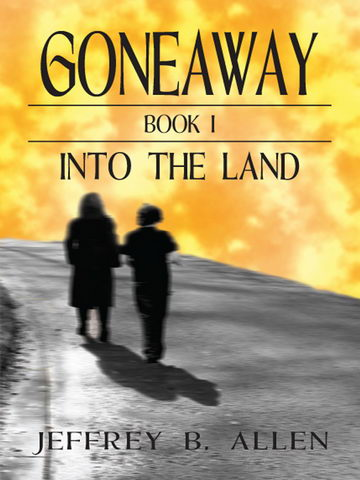 GONEAWAY
BOOK I
INTO THE LAND
JEFFREY B. ALLEN